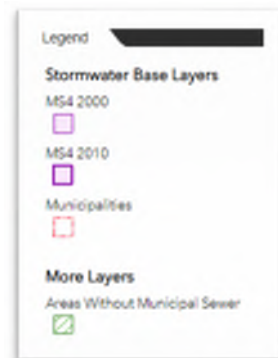 Legend
Stormwater Base Layers
MS4 2000
MS4 2010
Municipalities
More Layers
Areas Without Municipal Sewer